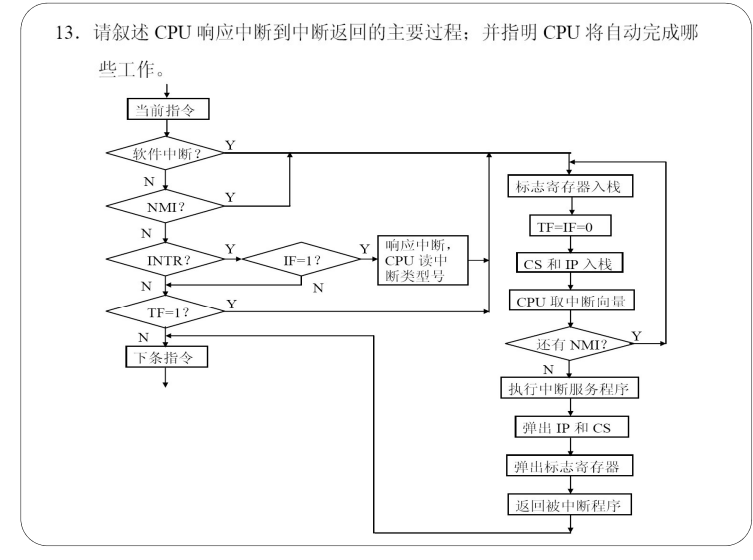 13．请叙述 CPU 响应中断到中断返回的主要过程；并指明 CPU 将自动完成哪
些工作。
当前指令
软件中断？
Y
N
NMI？
Y
N
INTR？
Y
IF=1？
Y
响应中断，
CPU 读中
断类型号
N
N
TF=1？
Y
N
下条指令
标志寄存器入栈
TF=IF=0
CS 和 IP 入栈
CPU 取中断向量
还有 NMI？
Y
N
执行中断服务程序
弹出 IP 和 CS
弹出标志寄存器
返回被中断程序